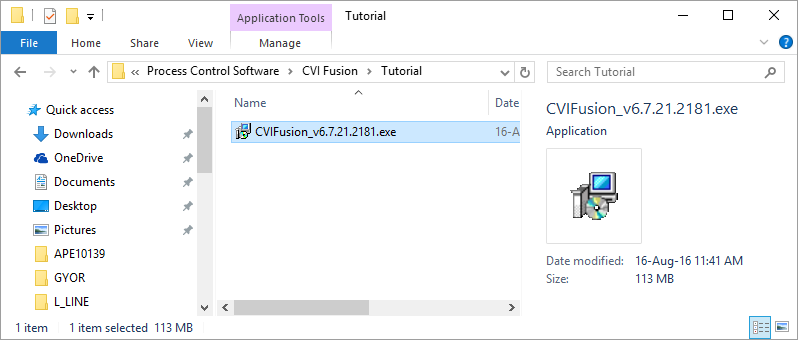 Application Tools Tutorial
File Home Share View Manage
« Process Control Software CVI Fusion Tutorial Search Tutorial
Quick access
Downloads
OneDrive
Documents
Desktop
Pictures
APE10139
GYOR
L_LINE
Name Date
CVIFusion_v6.7.21.2181.exe 16-A
CVIFusion_v6.7.21.2181.exe
Application
Date modified: 16-Aug-16 11:41 AM
Size: 113 MB
1 item 1 item selected 113 MB